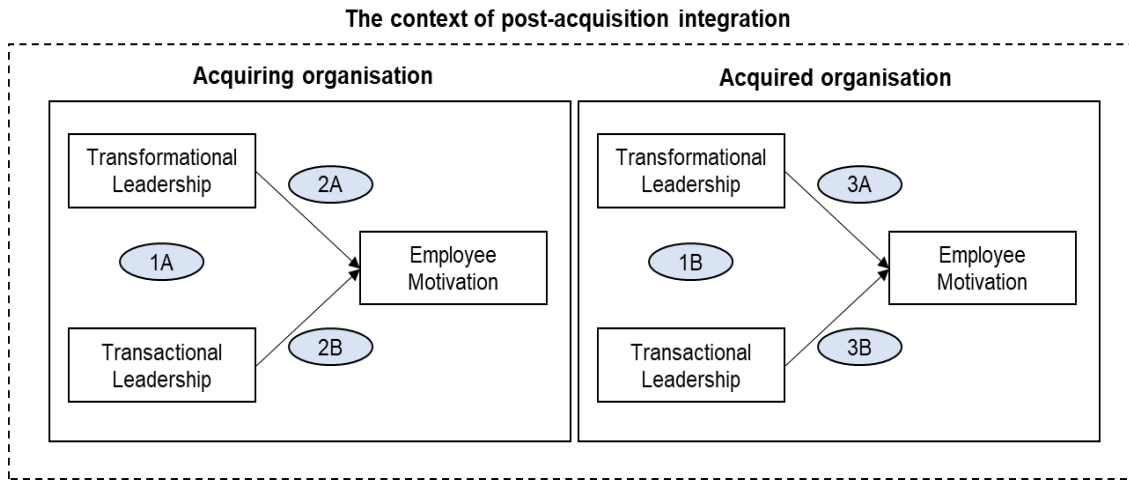 The context of post-acquisition integration
Acquiring organisation
Transformational
Leadership
2A
1A
Employee
Motivation
Transactional
Leadership
2B
Acquired organisation
Transformational
Leadership
3A
1B
Employee
Motivation
Transactional
Leadership
3B